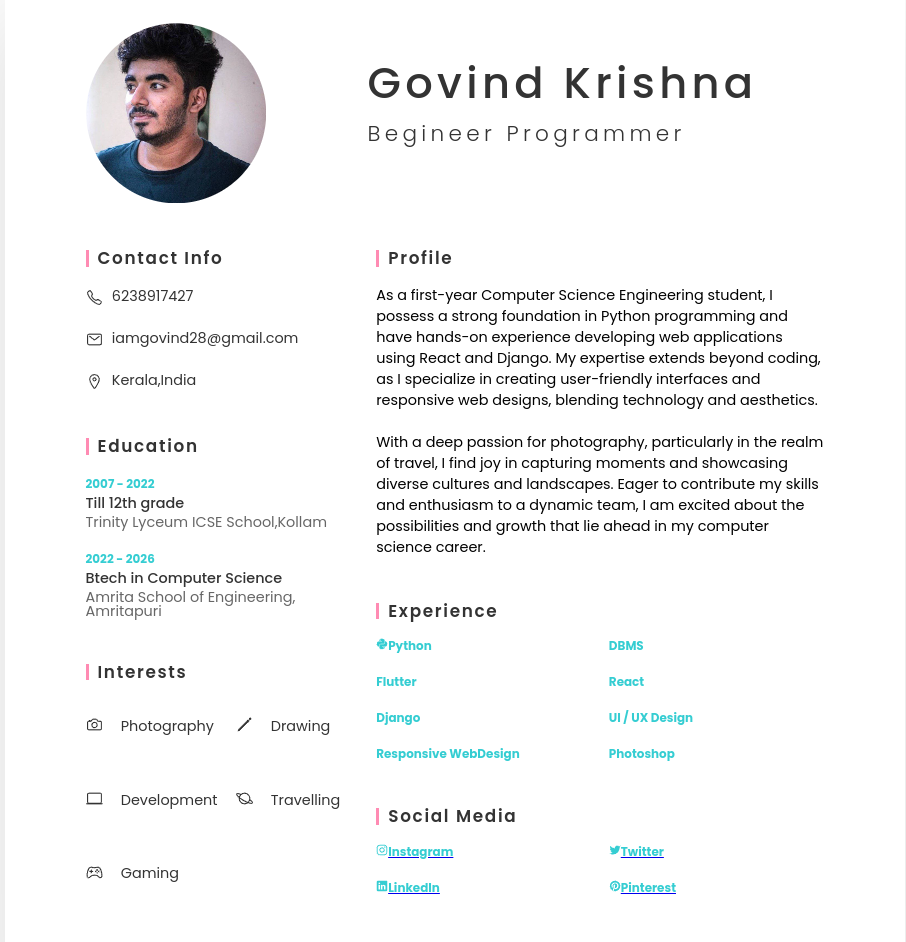 Govind Krishna
Begineer Programmer
Contact Info
6238917427
iamgovind28@gmail.com
Kerala,India
Education
2007 - 2022
Till 12th grade
Trinity Lyceum ICSE School,Kollam
2022 - 2026
Btech in Computer Science
Amrita School of Engineering,
Amritapuri
Interests
Photography
Drawing
Development
Travelling
Gaming
Profile
As a first-year Computer Science Engineering student, I
possess a strong foundation in Python programming and
have hands-on experience developing web applications
using React and Django. My expertise extends beyond coding,
as I specialize in creating user-friendly interfaces and
responsive web designs, blending technology and aesthetics.
With a deep passion for photography, particularly in the realm
of travel, I find joy in capturing moments and showcasing
diverse cultures and landscapes. Eager to contribute my skills
and enthusiasm to a dynamic team, I am excited about the
possibilities and growth that lie ahead in my computer
science career.
Experience
Python
DBMS
Flutter
React
Django
UI / UX Design
Responsive WebDesign
Photoshop
Social Media
Instagram
Twitter
LinkedIn
Pinterest